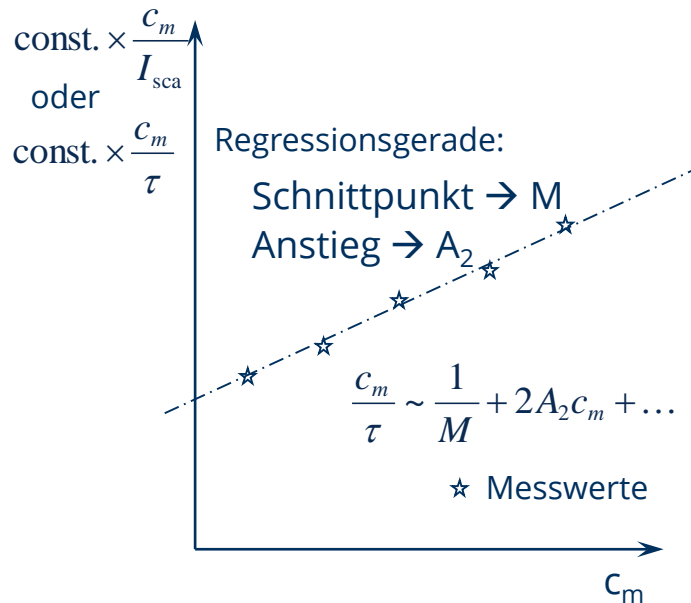 const. × c_m / I_sca
oder
const. × c_m / τ
Regressionsgerade:
Schnittpunkt → M
Anstieg → A₂
c_m / τ ~ 1 / M + 2A₂c_m + …
☆ Messwerte
c_m